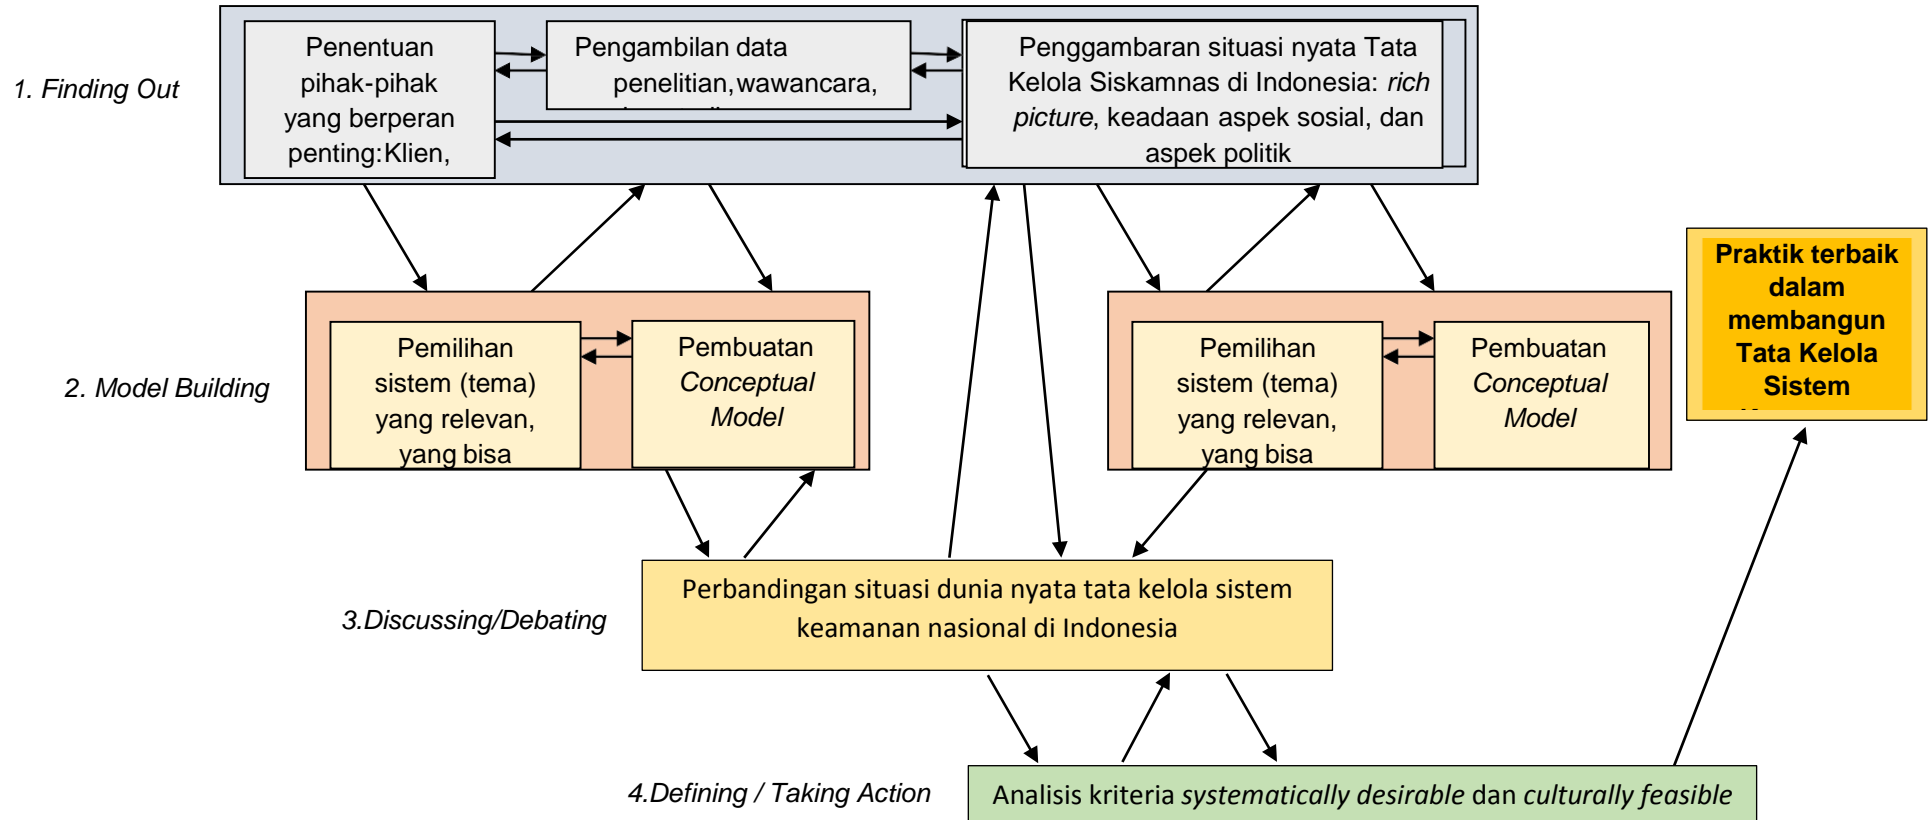 1. Finding Out
Penentuan
pihak-pihak
yang berperan
penting:Klien,
Pengambilan data
penelitian,wawancara,
Penggambaran situasi nyata Tata
Kelola Siskamnas di Indonesia: rich
picture, keadaan aspek sosial, dan
aspek politik
2. Model Building
Pemilihan
sistem (tema)
yang relevan,
yang bisa
Pembuatan
Conceptual
Model
Pemilihan
sistem (tema)
yang relevan,
yang bisa
Pembuatan
Conceptual
Model
Praktik terbaik
dalam
membangun
Tata Kelola
Sistem
3.Discussing/Debating
Perbandingan situasi dunia nyata tata kelola sistem
keamanan nasional di Indonesia
4.Defining / Taking Action
Analisis kriteria systematically desirable dan culturally feasible